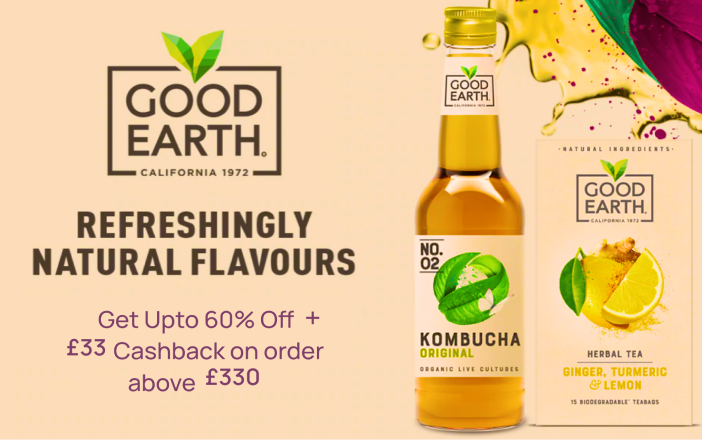 GOOD
EARTH®
CALIFORNIA 1972
REFRESHINGLY
NATURAL FLAVOURS
Get Upto 60% Off +
£33 Cashback on order
above £330
GOOD
EARTH®
CALIFORNIA 1972
NO.
02
KOMBUCHA
ORIGINAL
ORGANIC LIVE CULTURES
·NATURAL INGREDIENTS·
GOOD
EARTH®
CALIFORNIA 1972
HERBAL TEA
GINGER, TURMERIC
& LEMON
15 BIODEGRADABLE* TEABAGS